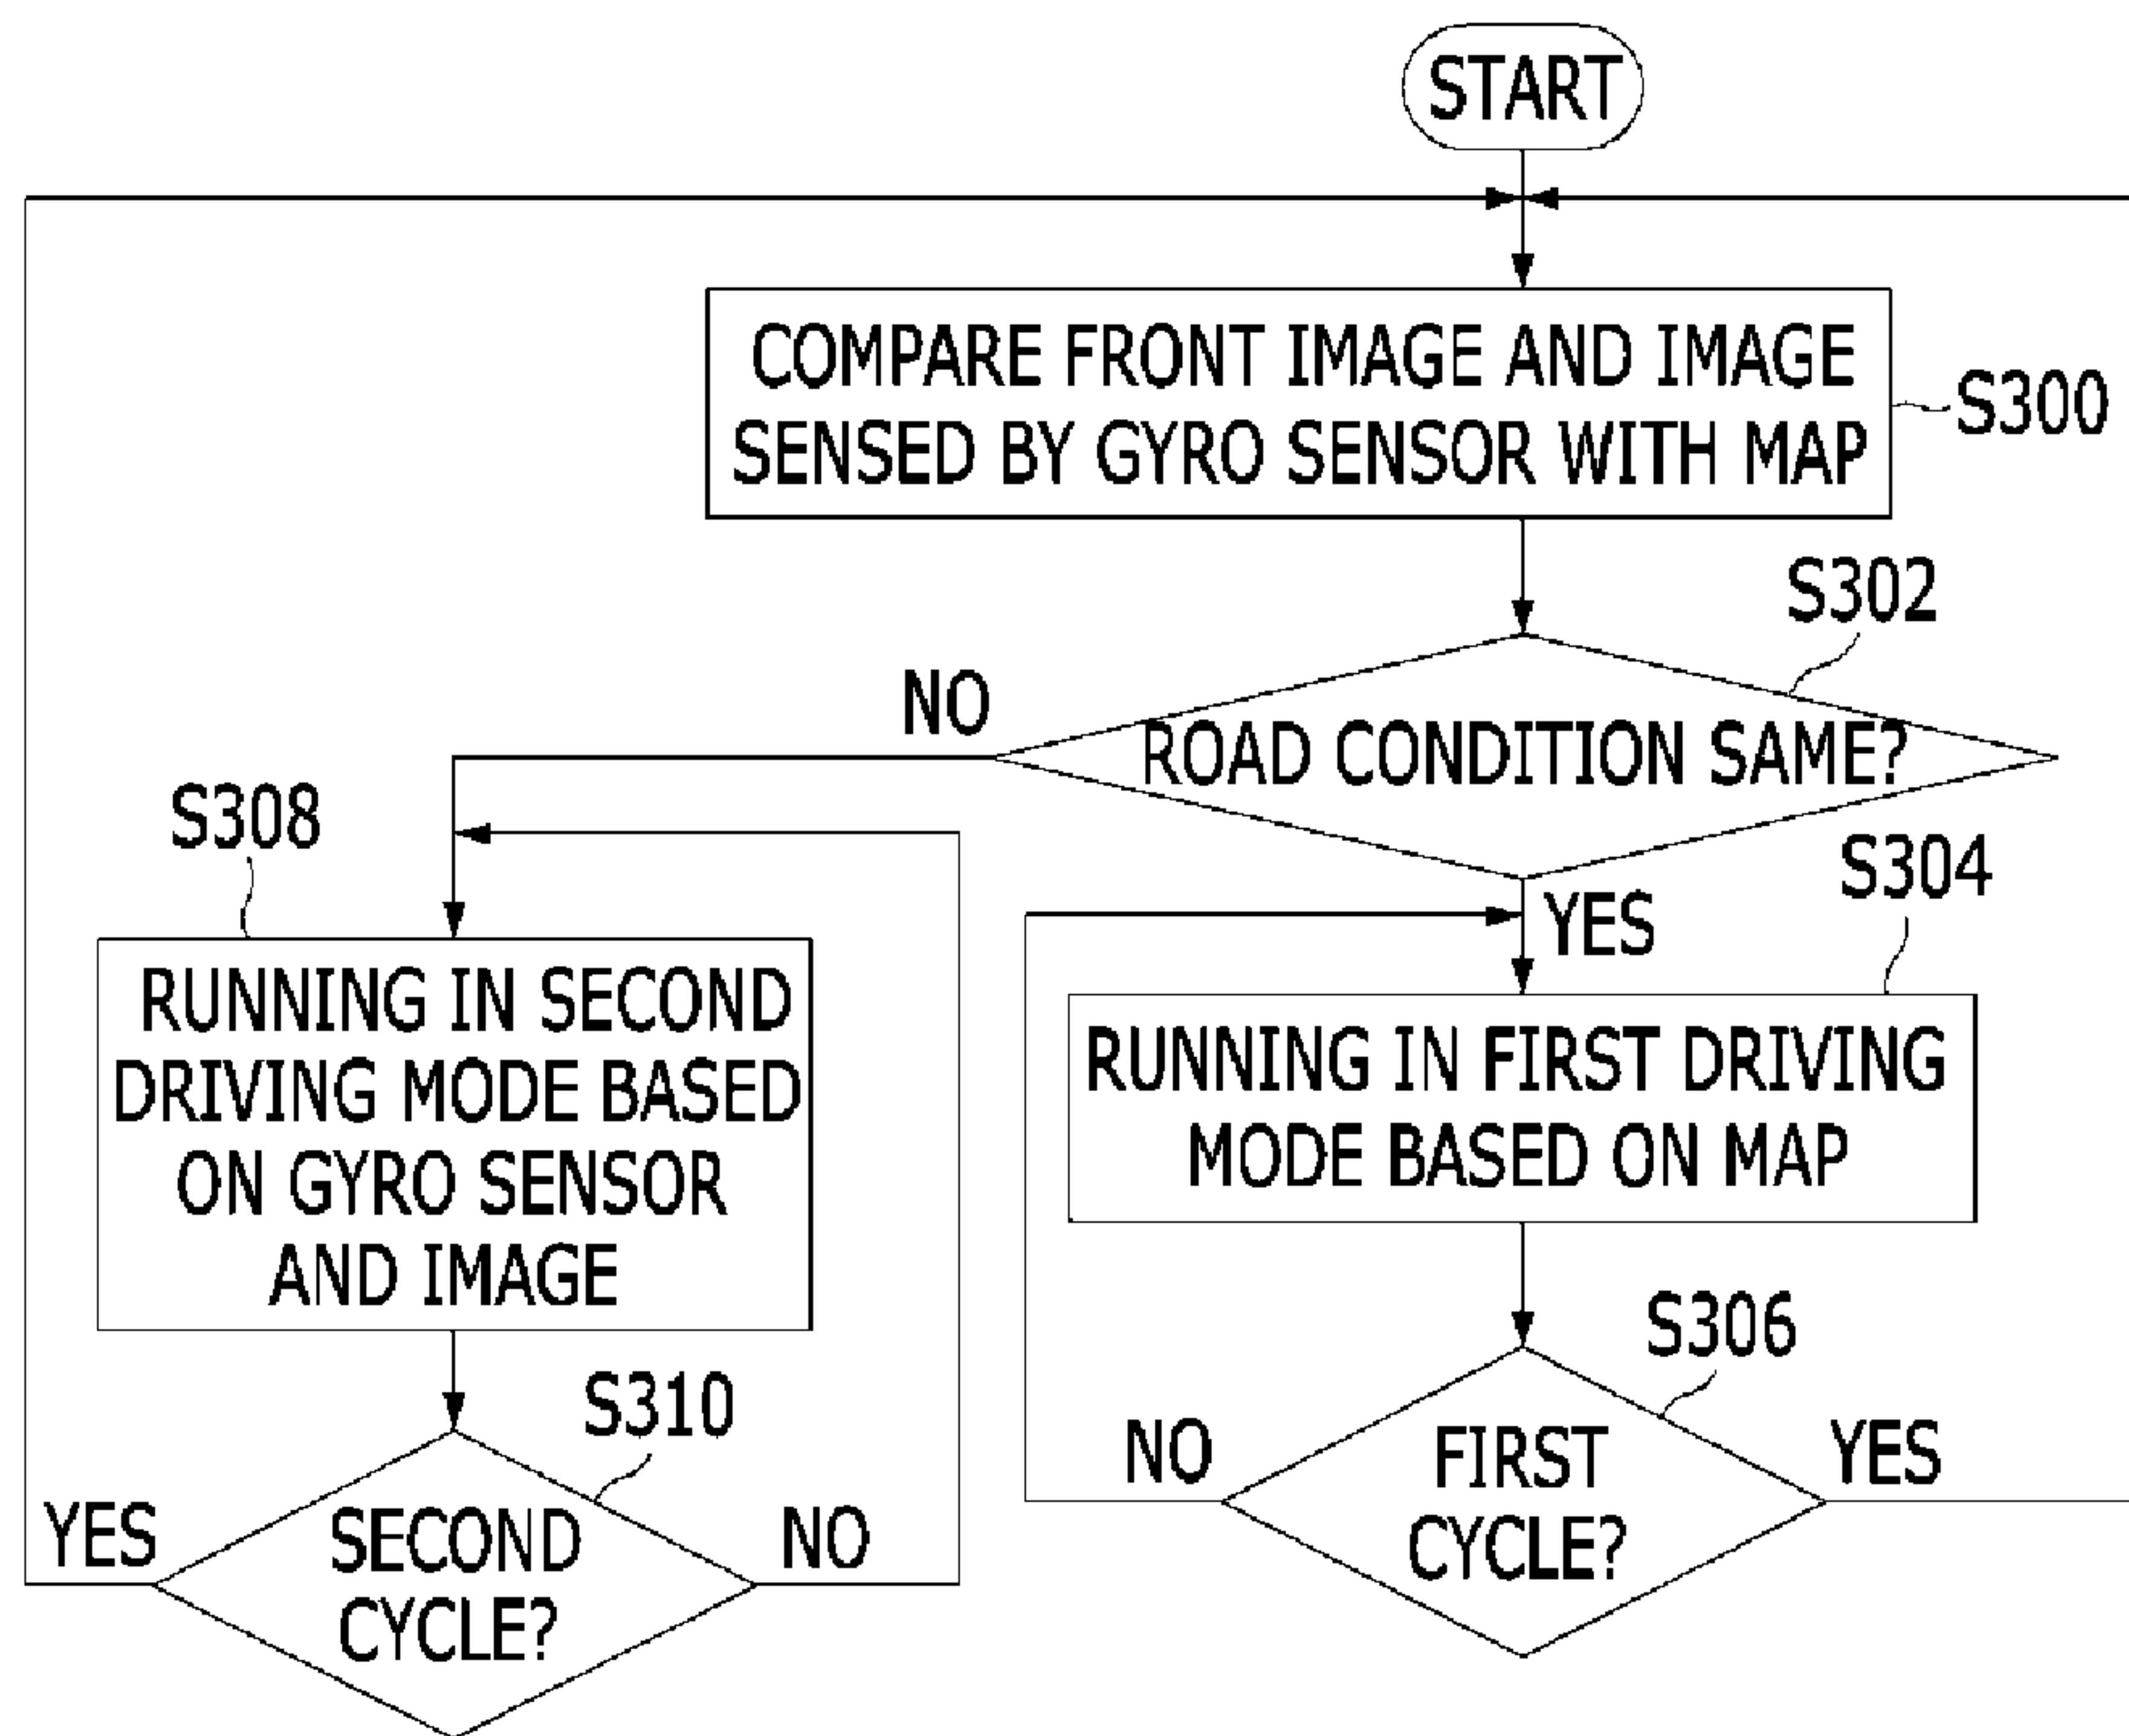 START
COMPARE FRONT IMAGE AND IMAGE
SENSED BY GYRO SENSOR WITH MAP
S300
S302
NO
ROAD CONDITION SAME?
S308
S304
YES
RUNNING IN SECOND
DRIVING MODE BASED
ON GYRO SENSOR
AND IMAGE
RUNNING IN FIRST DRIVING
MODE BASED ON MAP
S306
S310
NO
FIRST
CYCLE?
YES
YES
SECOND
CYCLE?
NO